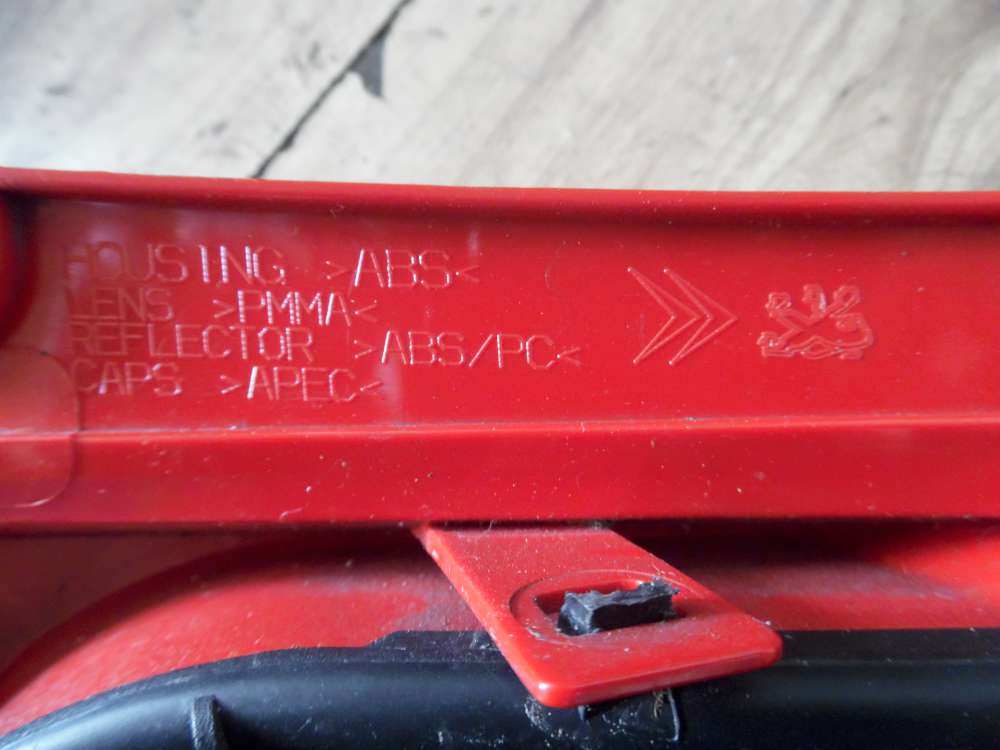 HOUSING >ABS<
LENS >PMMA<
REFLECTOR >ABS/PC<
CAPS >APEC<